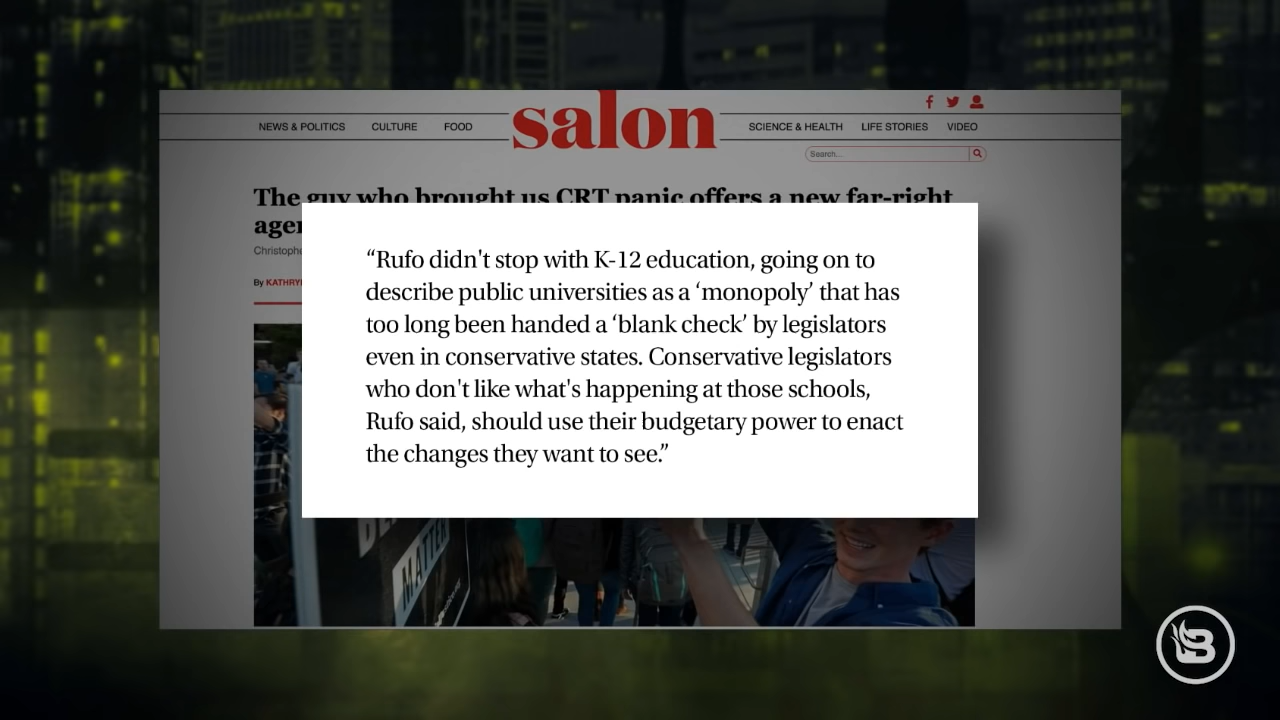 salon
NEWS & POLITICS CULTURE FOOD SCIENCE & HEALTH LIFE STORIES VIDEO
Search...
The guy who brought us CRT panic offers a new far-right
“Rufo didn't stop with K-12 education, going on to
describe public universities as a ‘monopoly’ that has
too long been handed a ‘blank check’ by legislators
even in conservative states. Conservative legislators
who don't like what's happening at those schools,
Rufo said, should use their budgetary power to enact
the changes they want to see.”
By
MATTER
B